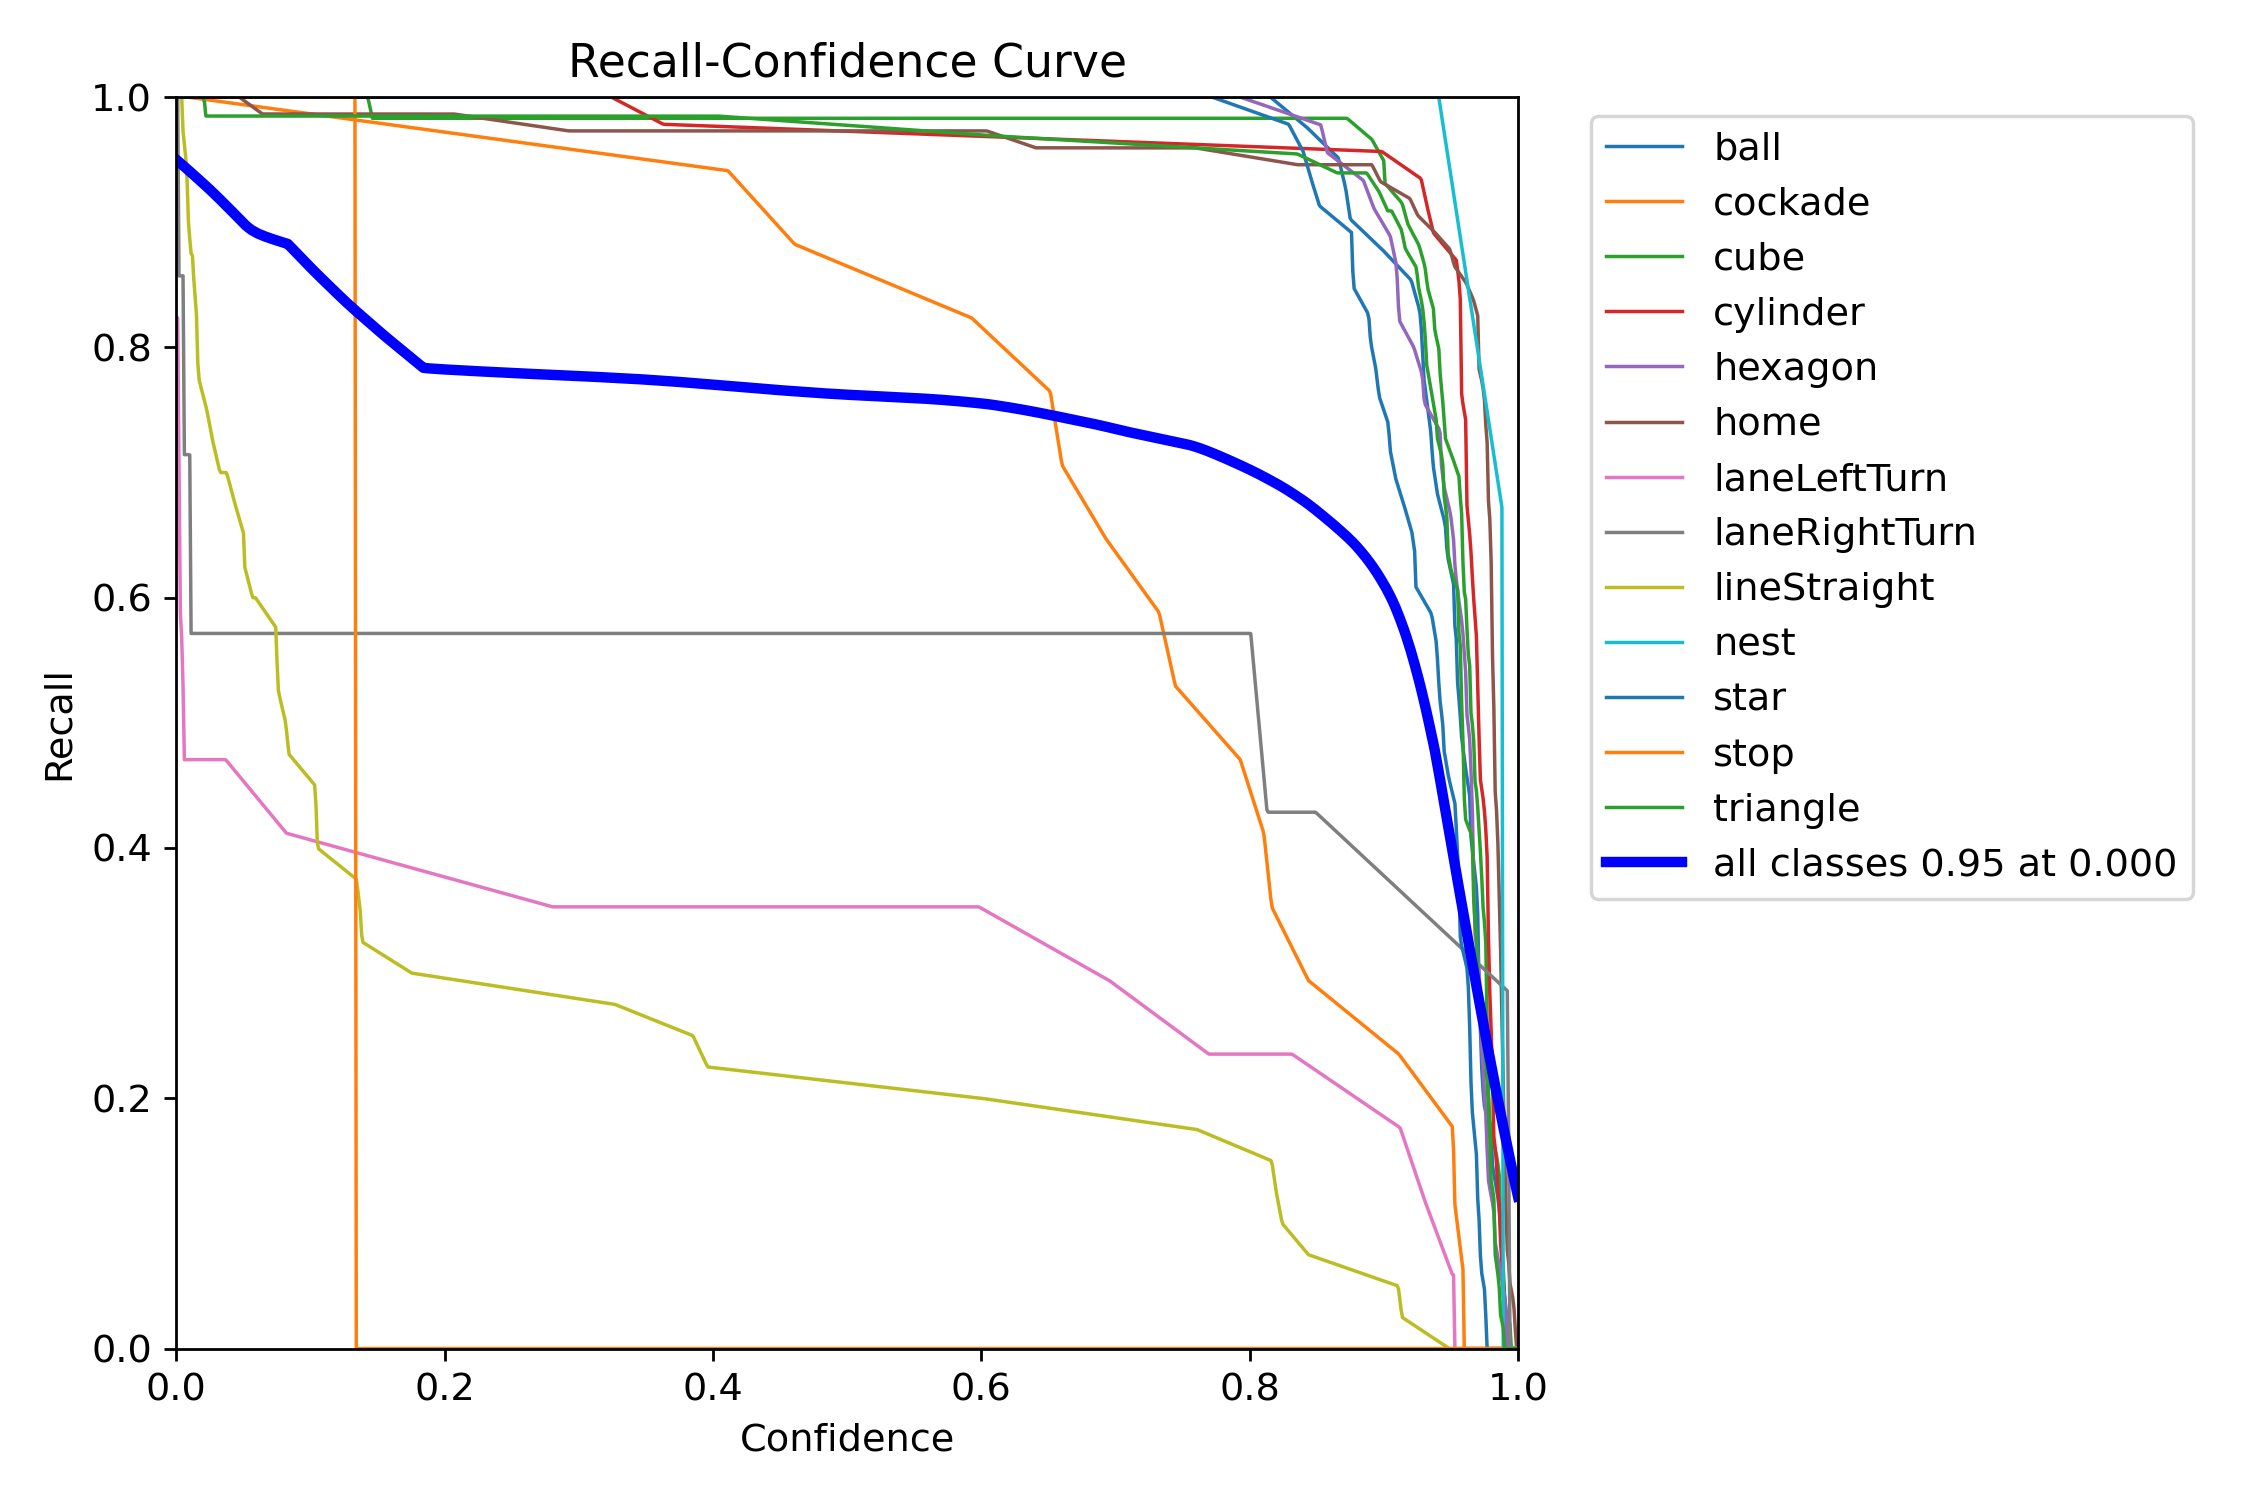 Recall-Confidence Curve
1.0
0.8
0.6
0.4
0.2
0.0
Recall
0.0 0.2 0.4 0.6 0.8 1.0
Confidence
ball
cockade
cube
cylinder
hexagon
home
laneLeftTurn
laneRightTurn
lineStraight
nest
star
stop
triangle
all classes 0.95 at 0.000